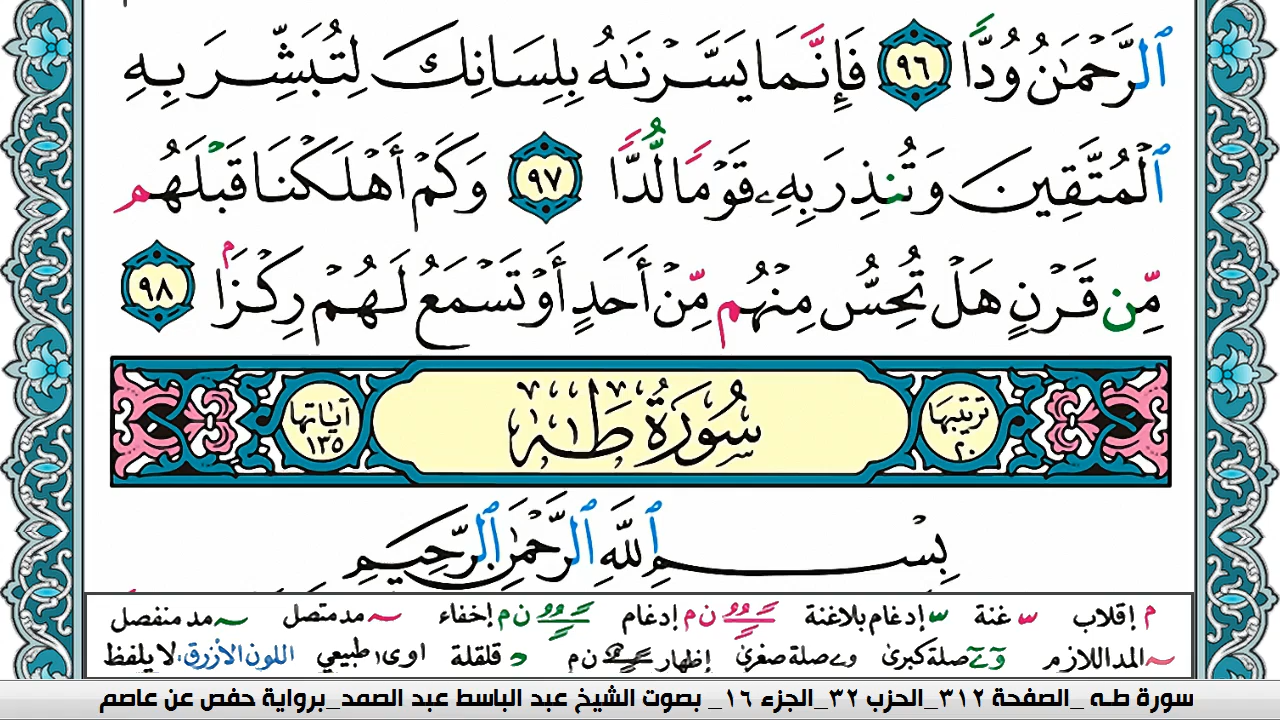 ٱلرَّحۡمَٰنُ وُدّٗا ٩٦ فَإِنَّمَا يَسَّرۡنَٰهُ بِلِسَانِكَ لِتُبَشِّرَ بِهِ
ٱلۡمُتَّقِينَ وَتُنذِرَ بِهِۦ قَوۡمٗا لُّدّٗا ٩٧ وَكَمۡ أَهۡلَكۡنَا قَبۡلَهُم
مِّن قَرۡنٍ هَلۡ تُحِسُّ مِنۡهُم مِّنۡ أَحَدٍ أَوۡ تَسۡمَعُ لَهُمۡ رِكۡزَۢا ٩٨
ترتيبها ٢٠ سُورَةُ طه آياتها ١٣٥
بِسۡمِ ٱللَّهِ ٱلرَّحۡمَٰنِ ٱلرَّحِيمِ
م إقلاب غنة إدغام بلاغنة ن م إدغام ن م إخفاء مد متصل مد منفصل
المد اللازم و ے صلة كبرى و ے صلة صغرى إظهار ن م قلقلة اوى طبيعي اللون الأزرق، لا يلفظ
سورة طه _الصفحة ٣١٢_الحزب ٣٢_الجزء ١٦_ بصوت الشيخ عبد الباسط عبد الصمد_برواية حفص عن عاصم